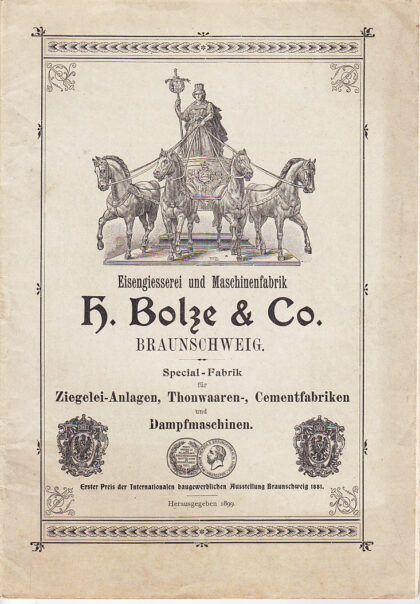 Eisengiesserei und Maschinenfabrik
H. Bolze & Co.
BRAUNSCHWEIG.
Special-Fabrik
für
Ziegelei-Anlagen, Thonwaaren-, Cementfabriken
und
Dampfmaschinen.
Erster Preis der Internationalen baugewerblichen Ausstellung Braunschweig 1881.
Herausgegeben 1899.